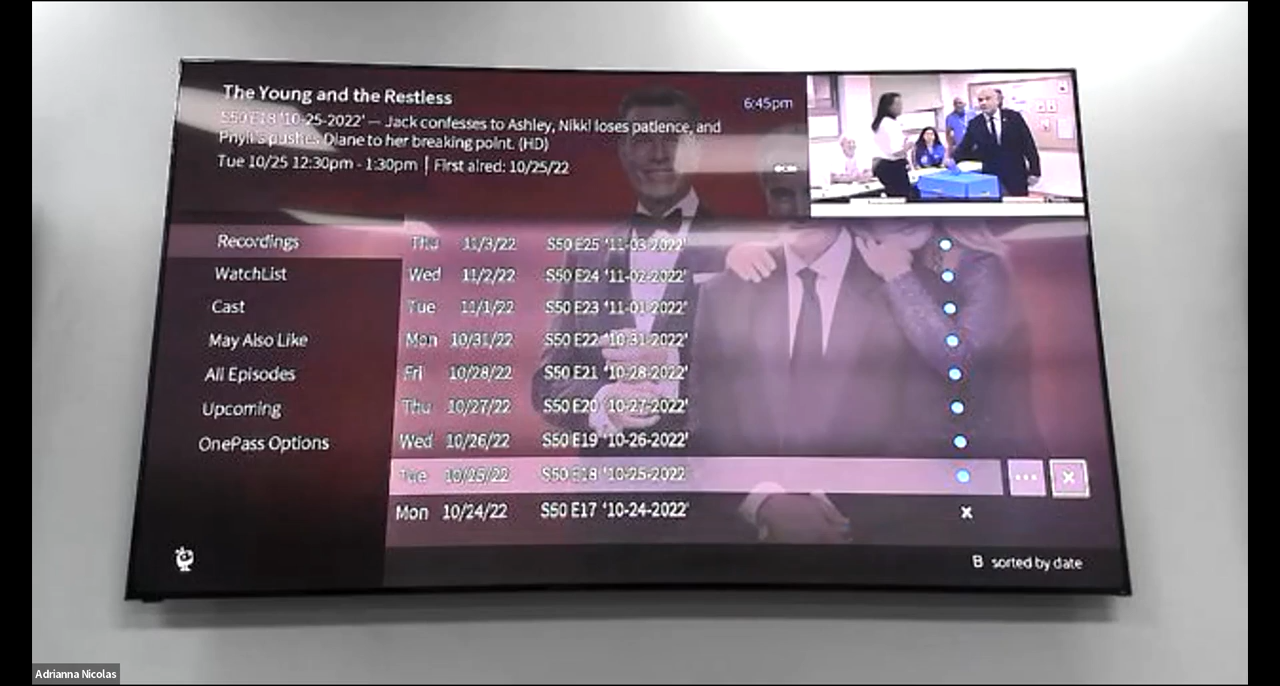 The Young and the Restless
6:45pm
S50 E18 '10-25-2022' — Jack confesses to Ashley, Nikki loses patience, and
Phyllis pushes Diane to her breaking point. (HD)
Tue 10/25 12:30pm - 1:30pm | First aired: 10/25/22
Recordings
WatchList
Cast
May Also Like
All Episodes
Upcoming
OnePass Options
Thu 11/3/22 S50 E25 '11-03-2022'
Wed 11/2/22 S50 E24 '11-02-2022'
Tue 11/1/22 S50 E23 '11-01-2022'
Mon 10/31/22 S50 E22 '10-31-2022'
Fri 10/28/22 S50 E21 '10-28-2022'
Thu 10/27/22 S50 E20 '10-27-2022'
Wed 10/26/22 S50 E19 '10-26-2022'
Tue 10/25/22 S50 E18 '10-25-2022
Mon 10/24/22 S50 E17 '10-24-2022'
B sorted by date
Adrianna Nicolas